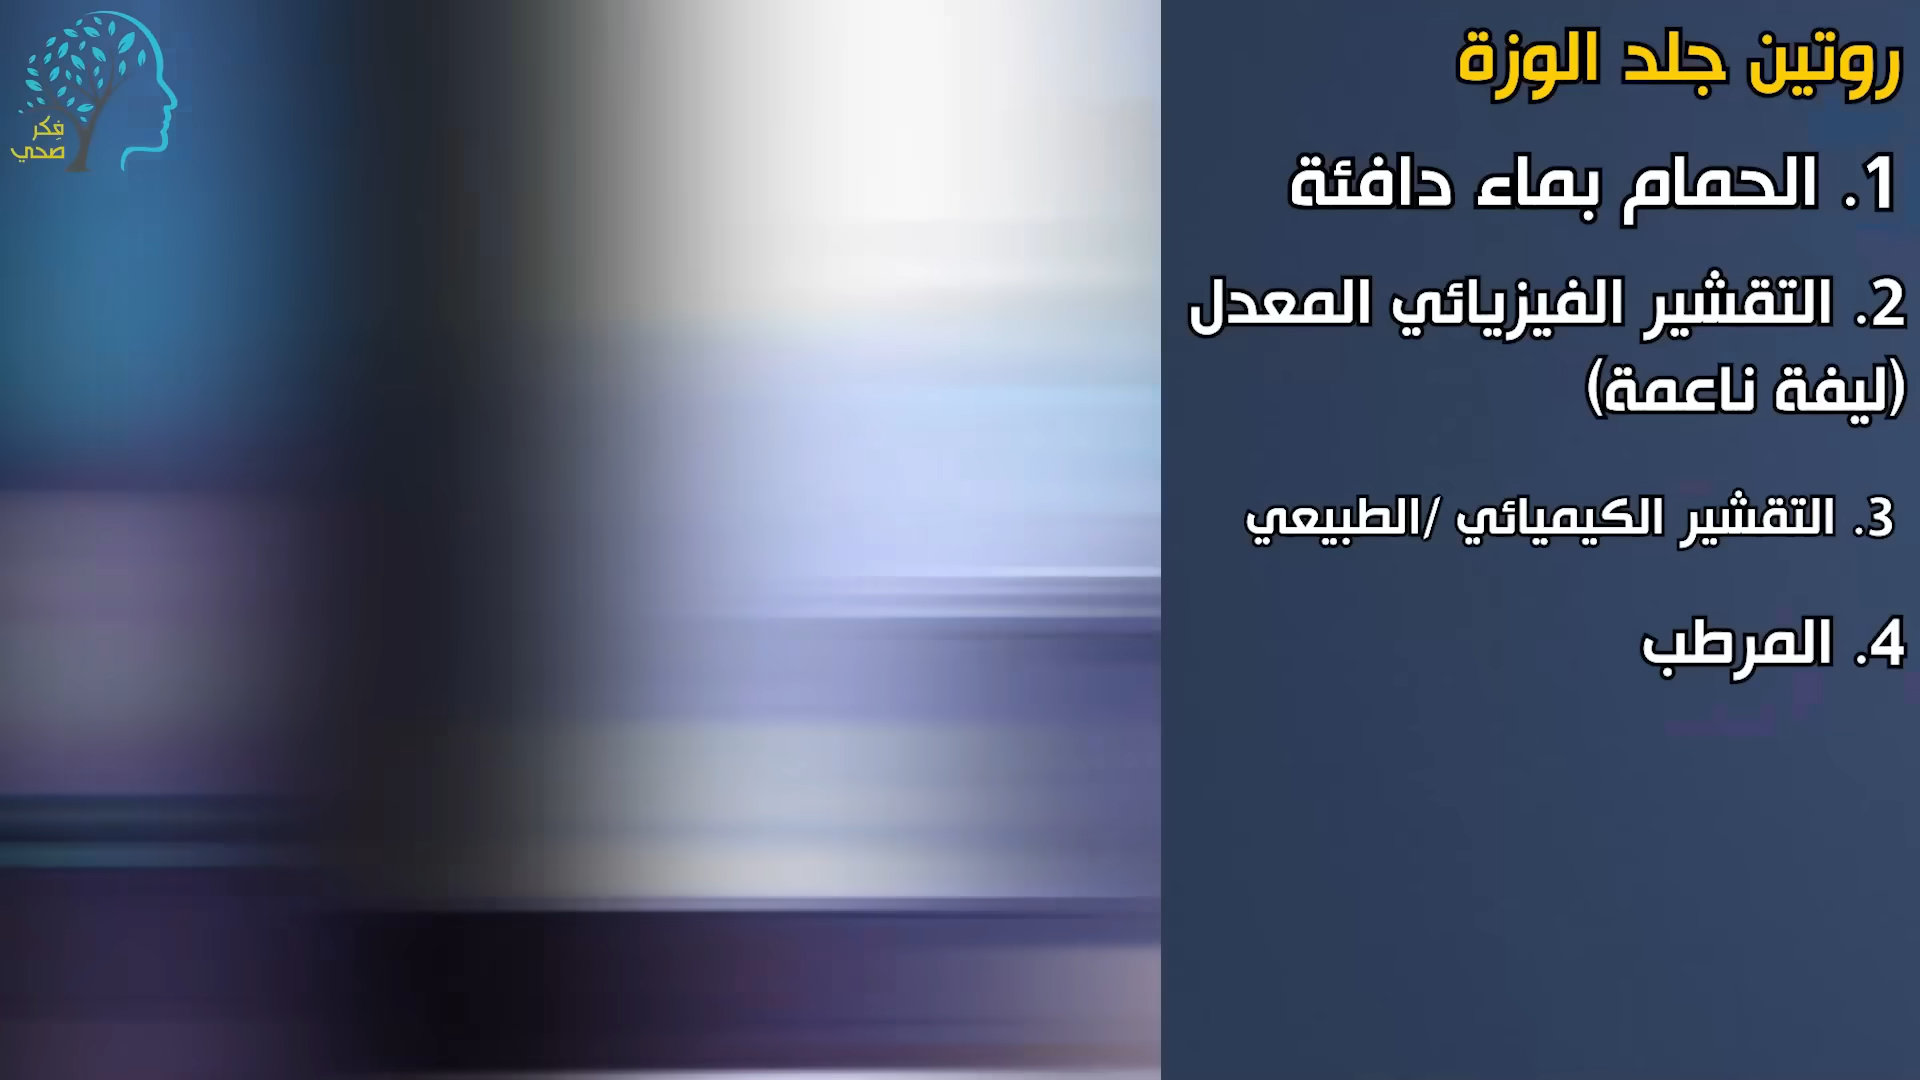 روتين جلد الوزة
1. الحمام بماء دافئة
2. التقشير الفيزيائي المعدل
(ليفة ناعمة)
3. التقشير الكيميائي /الطبيعي
4. المرطب
فكر
صحي